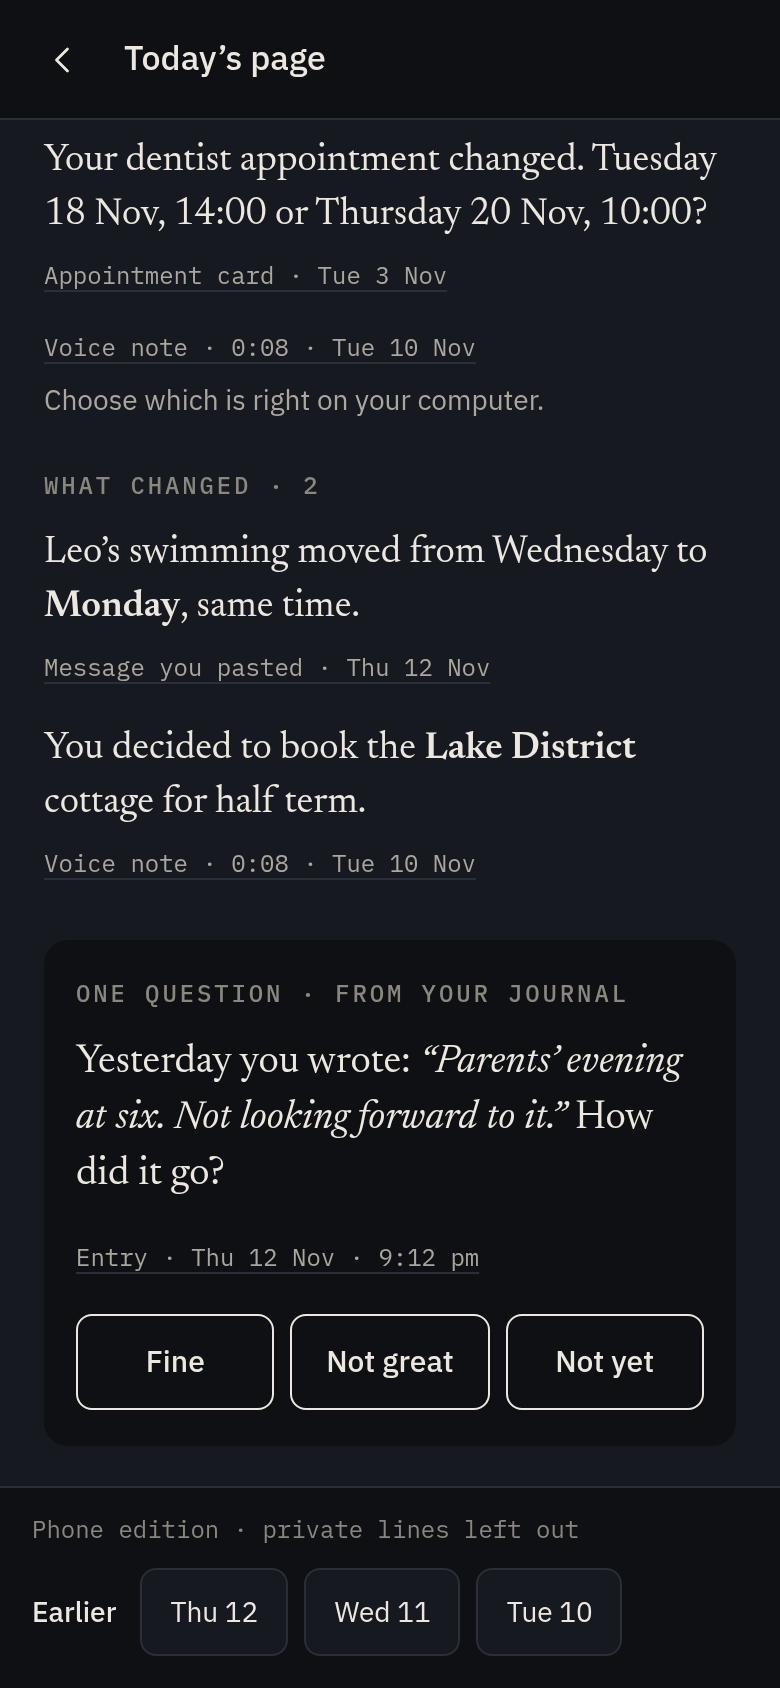 Today’s page
Your dentist appointment changed. Tuesday
18 Nov, 14:00 or Thursday 20 Nov, 10:00?
Appointment card · Tue 3 Nov
Voice note · 0:08 · Tue 10 Nov
Choose which is right on your computer.
WHAT CHANGED · 2
Leo’s swimming moved from Wednesday to
Monday, same time.
Message you pasted · Thu 12 Nov
You decided to book the Lake District
cottage for half term.
Voice note · 0:08 · Tue 10 Nov
ONE QUESTION · FROM YOUR JOURNAL
Yesterday you wrote: “Parents’ evening
at six. Not looking forward to it.” How
did it go?
Entry · Thu 12 Nov · 9:12 pm
Fine
Not great
Not yet
Phone edition · private lines left out
Earlier
Thu 12
Wed 11
Tue 10